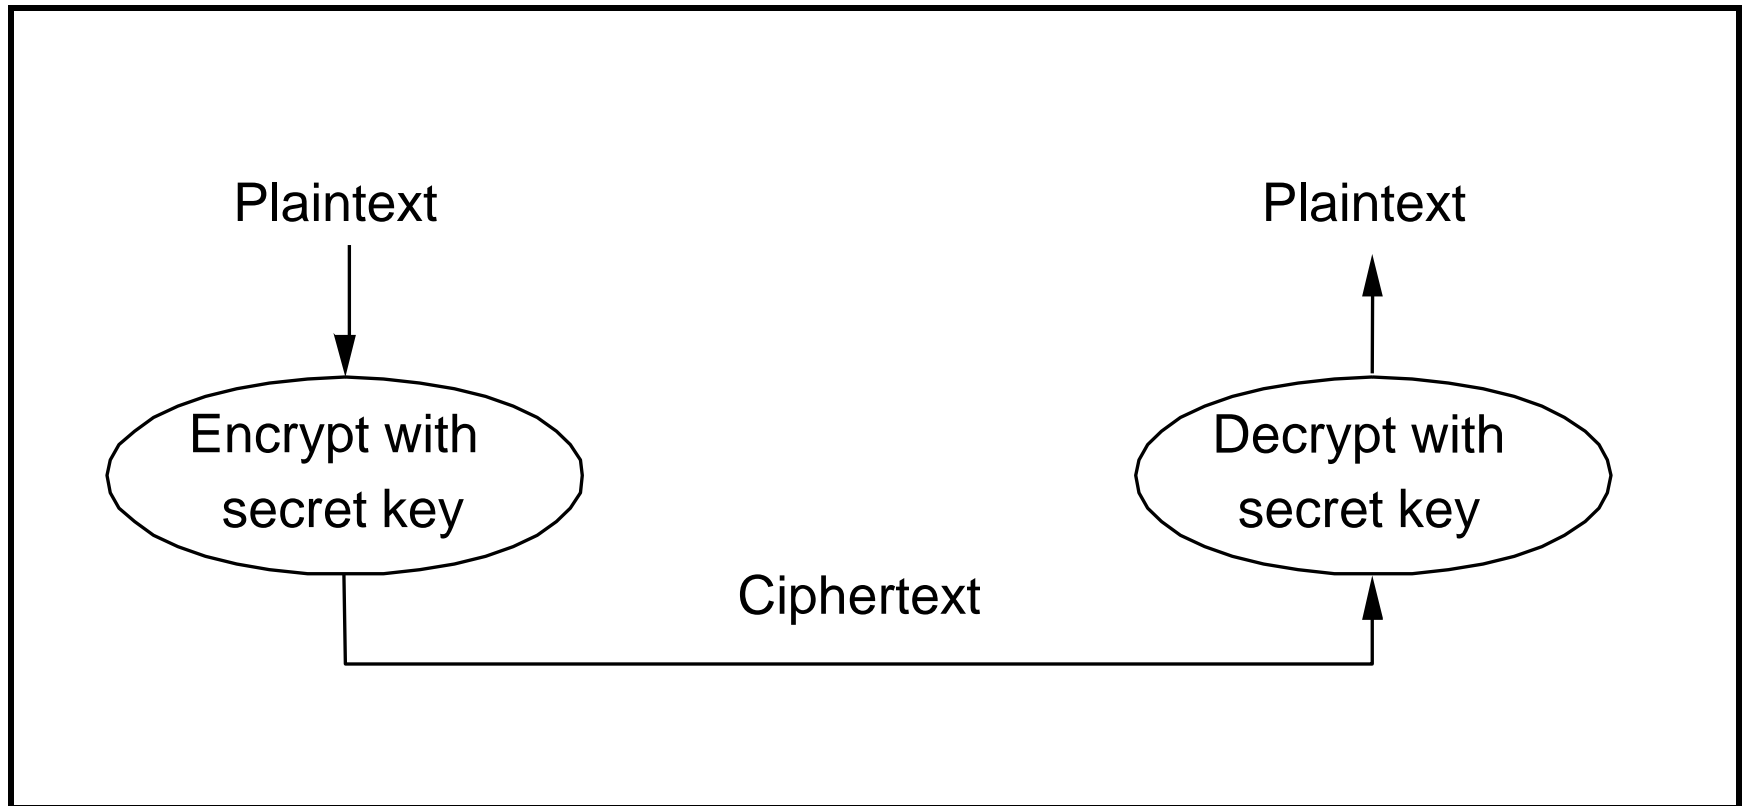 Plaintext
Plaintext
Encrypt with
secret key
Decrypt with
secret key
Ciphertext